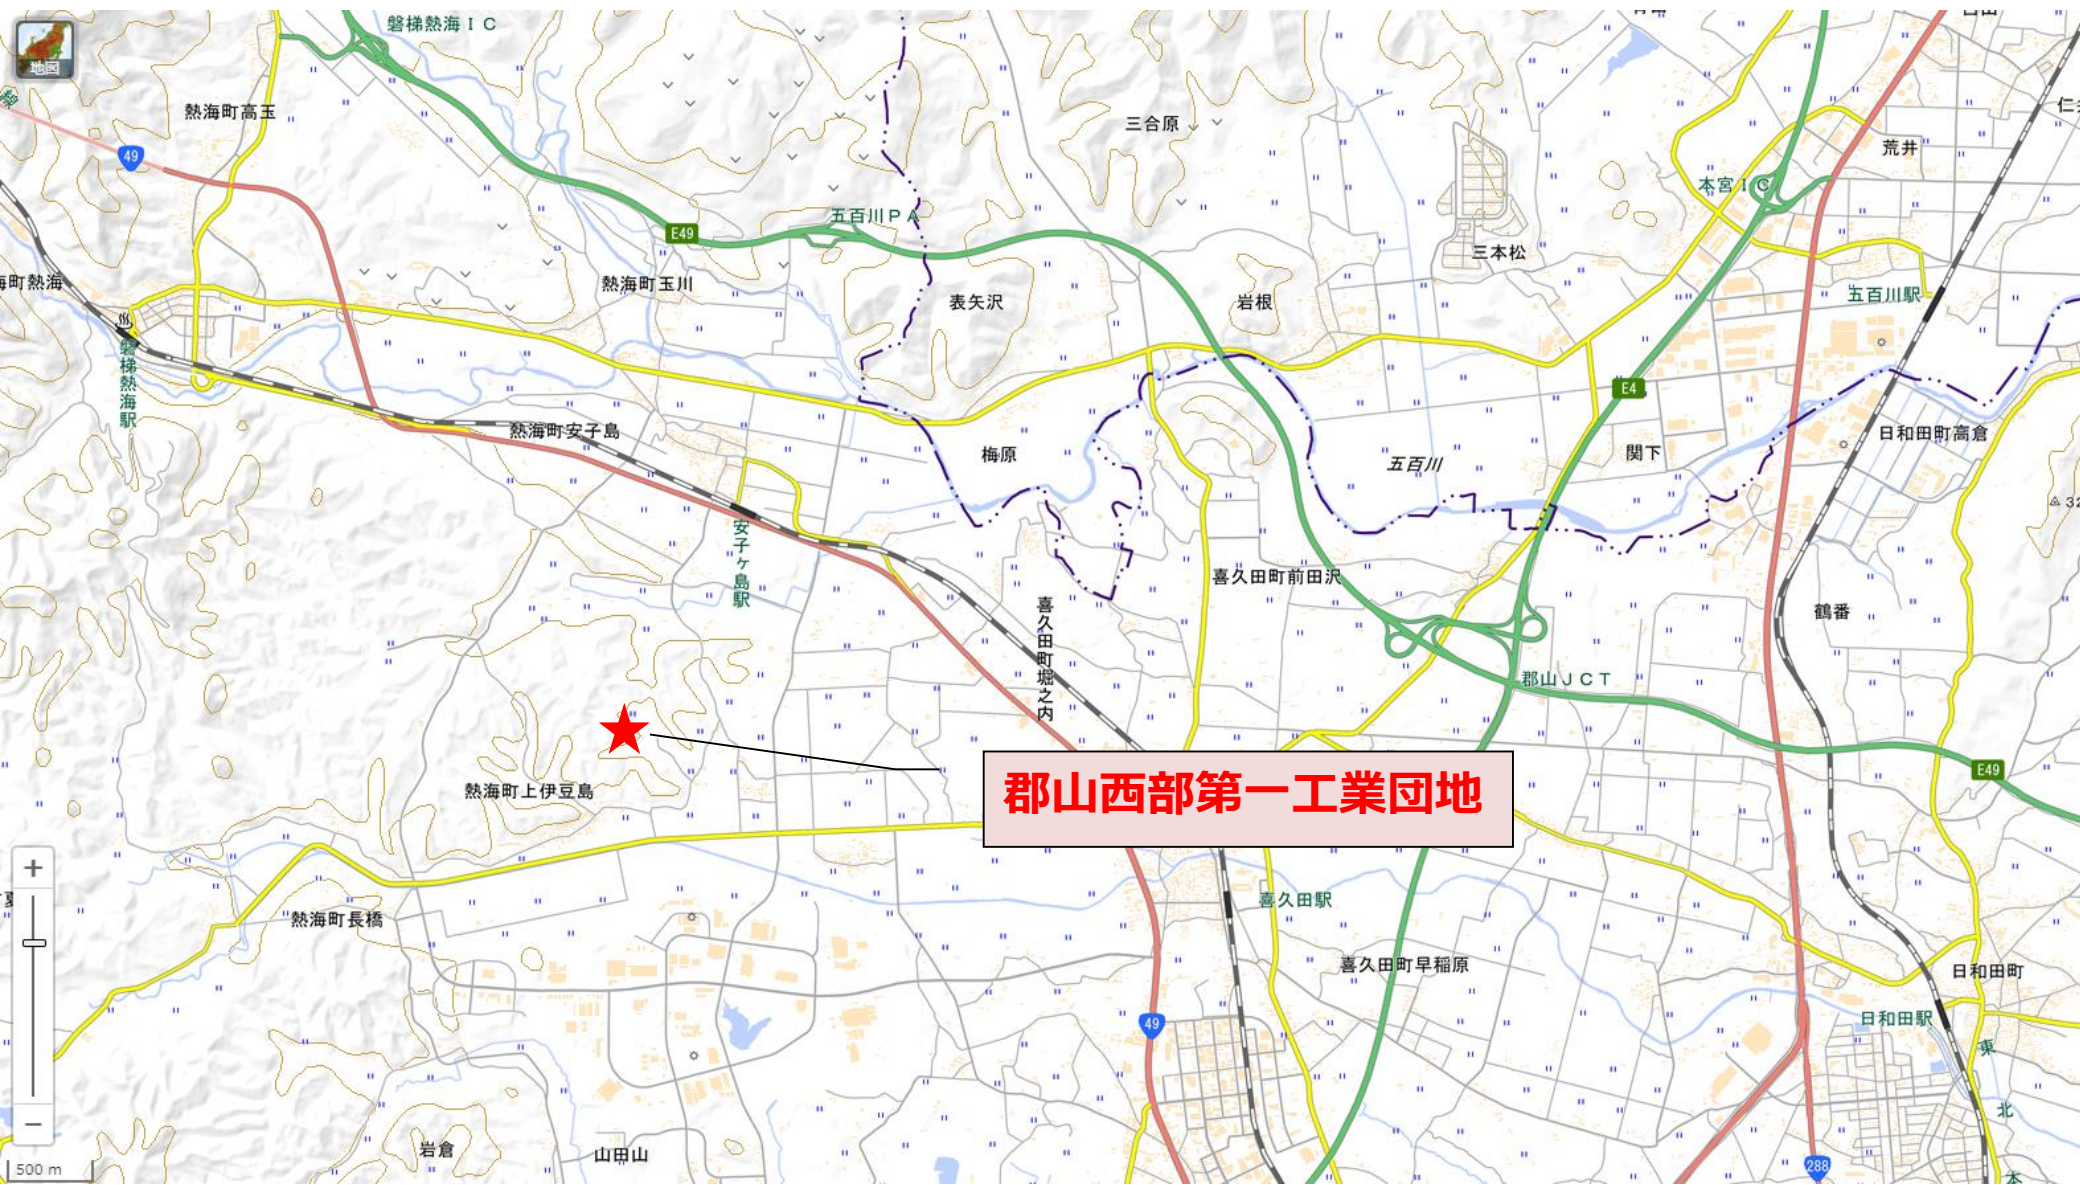 磐梯熱海IC
地図
49
熱海町高玉
三合原
荒井
本宮IC
五百川PA
E49
熱海町玉川
三本松
表矢沢
岩根
五百川駅
磐梯熱海駅
E4
熱海町安子島
梅原
五百川
関下
日和田町高倉
安子ヶ島駅
喜久田町前田沢
喜久田町堀之内
鶴番
郡山JCT
E49
郡山西部第一工業団地
熱海町上伊豆島
熱海町長橋
喜久田駅
喜久田町早稲原
日和田町
日和田駅
49
東
北
本
岩倉
山田山
288
+
−
500 m